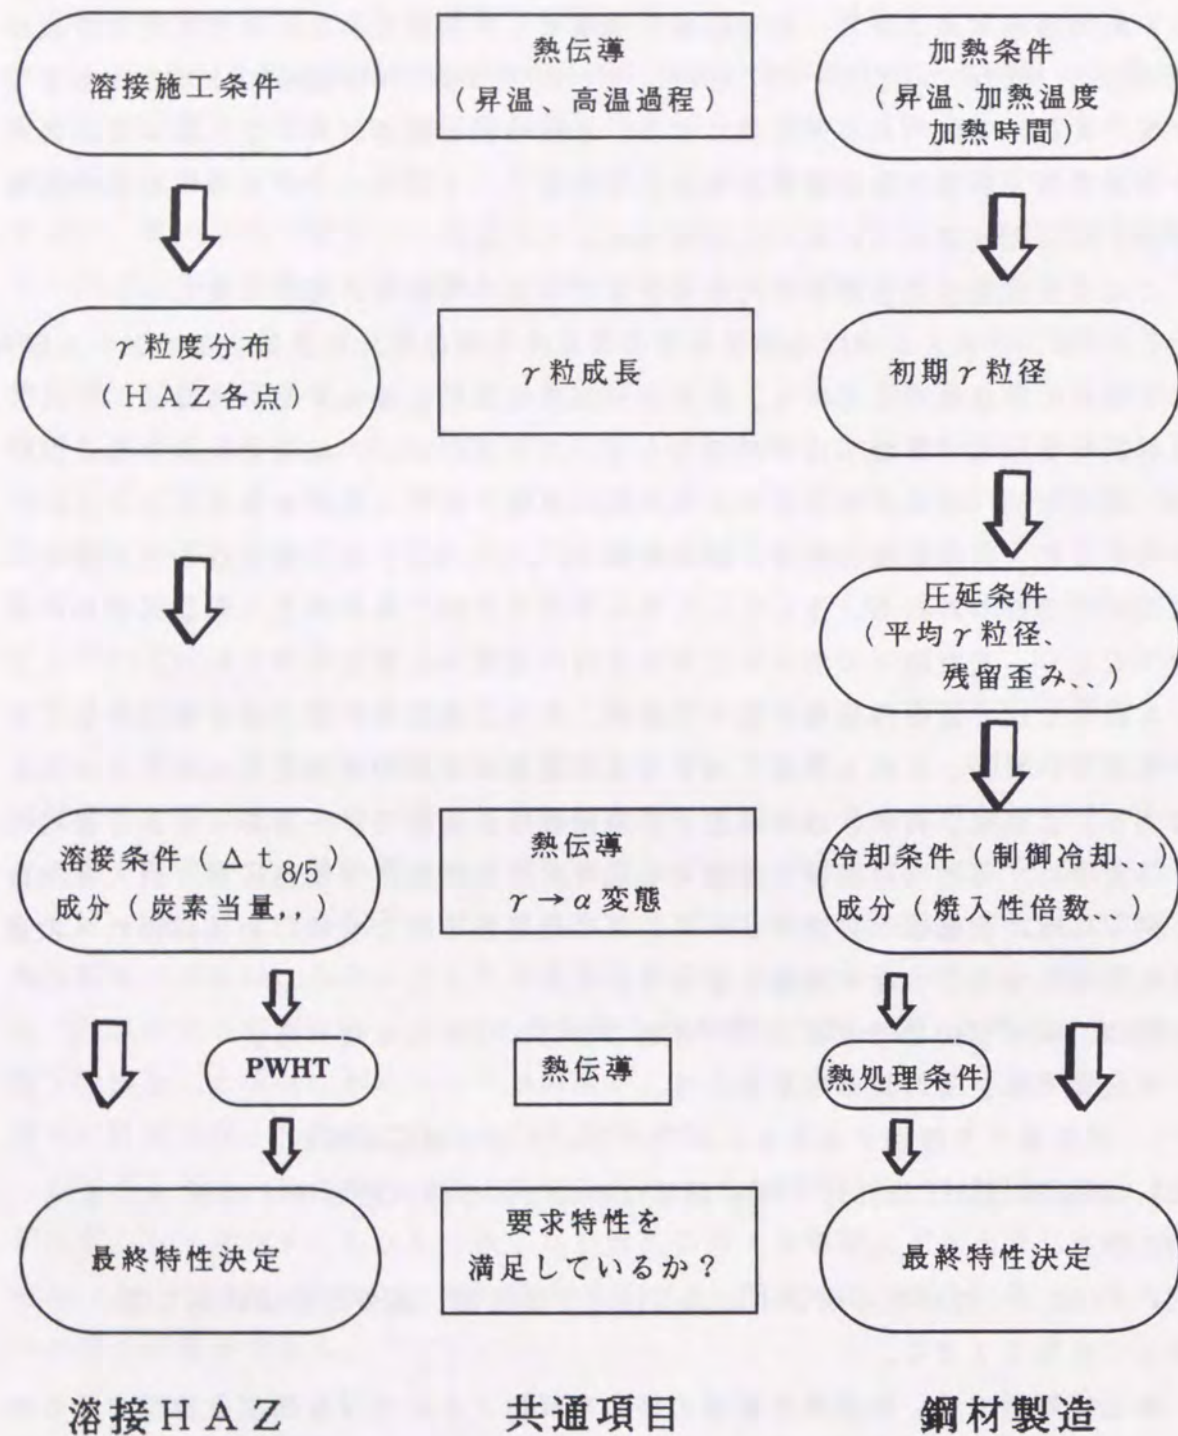 溶接施工条件
熱伝導
(昇温、高温過程)
加熱条件
(昇温、加熱温度
加熱時間)
γ粒度分布
(HAZ各点)
γ粒成長
初期γ粒径
圧延条件
(平均γ粒径、
残留歪み、、)
溶接条件(Δt8/5)
成分(炭素当量,,)
熱伝導
γ→α変態
冷却条件(制御冷却、、)
成分(焼入性倍数、、)
PWHT
熱伝導
熱処理条件
最終特性決定
要求特性を
満足しているか?
最終特性決定
溶接HAZ
共通項目
鋼材製造